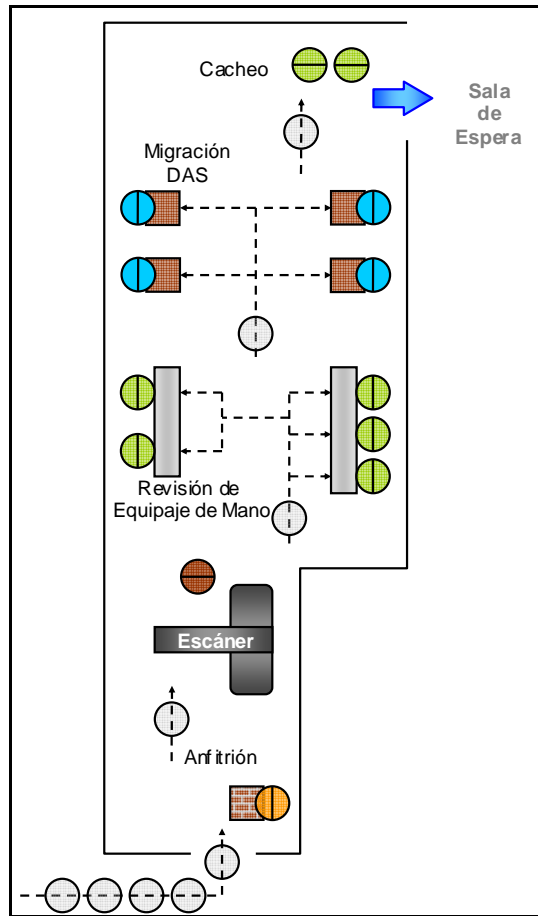 Cacheo
Sala
de
Espera
Migración
DAS
Revisión de
Equipaje de Mano
Escáner
Anfitrión